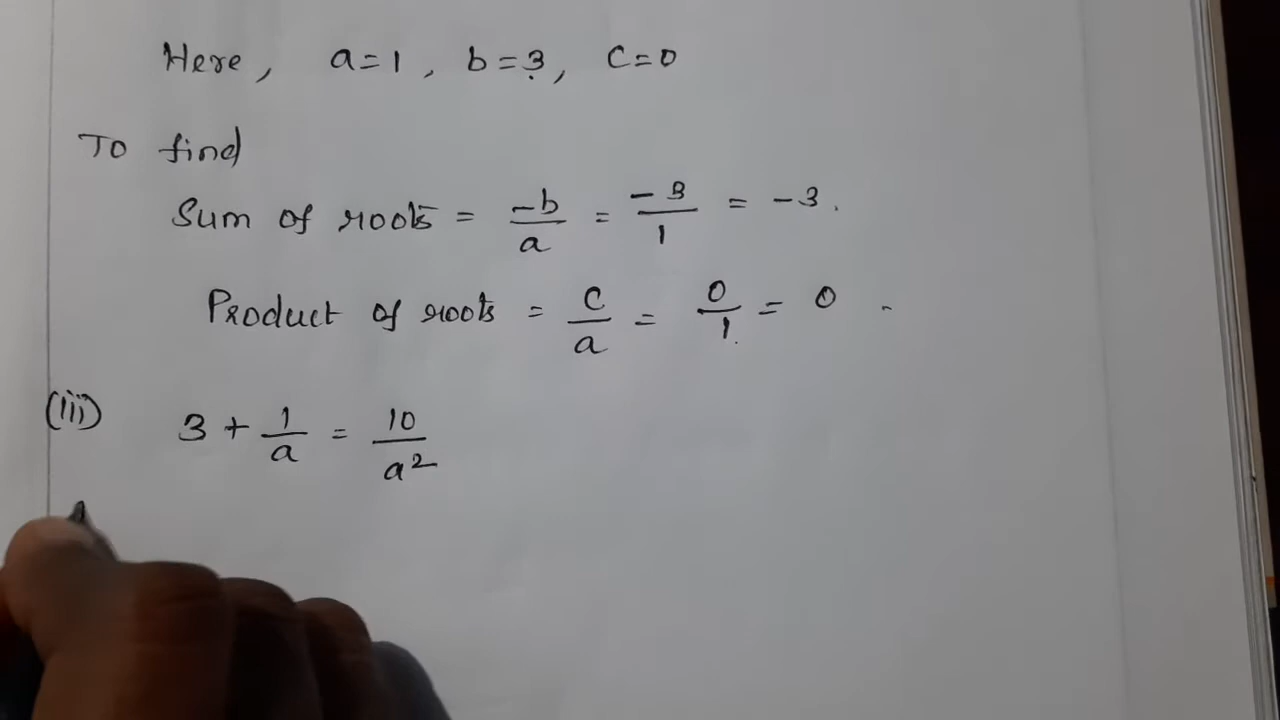 Here, a=1, b=3, C=0
To find
Sum of roots = -b/a = -3/1 = -3.
Product of roots = C/a = 0/1 = 0.
(iii) 3 + 1/a = 10/a²